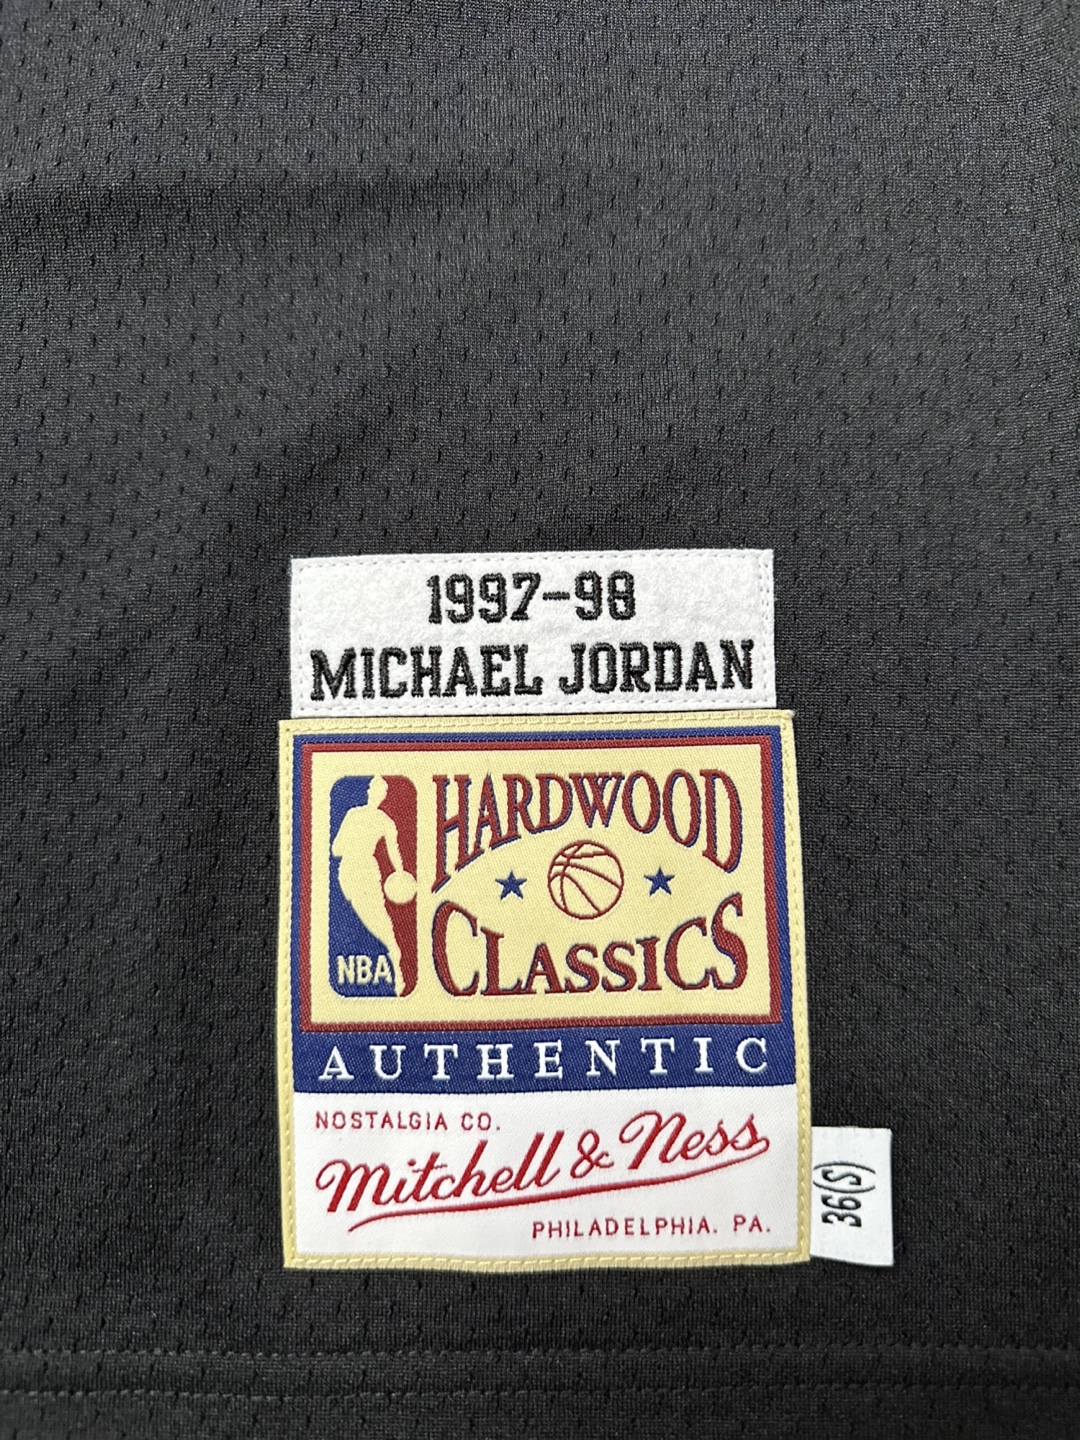 1997-98
MICHAEL JORDAN
HARDWOOD
CLASSICS
NBA
AUTHENTIC
NOSTALGIA CO.
Mitchell & Ness
PHILADELPHIA. PA.
36(S)